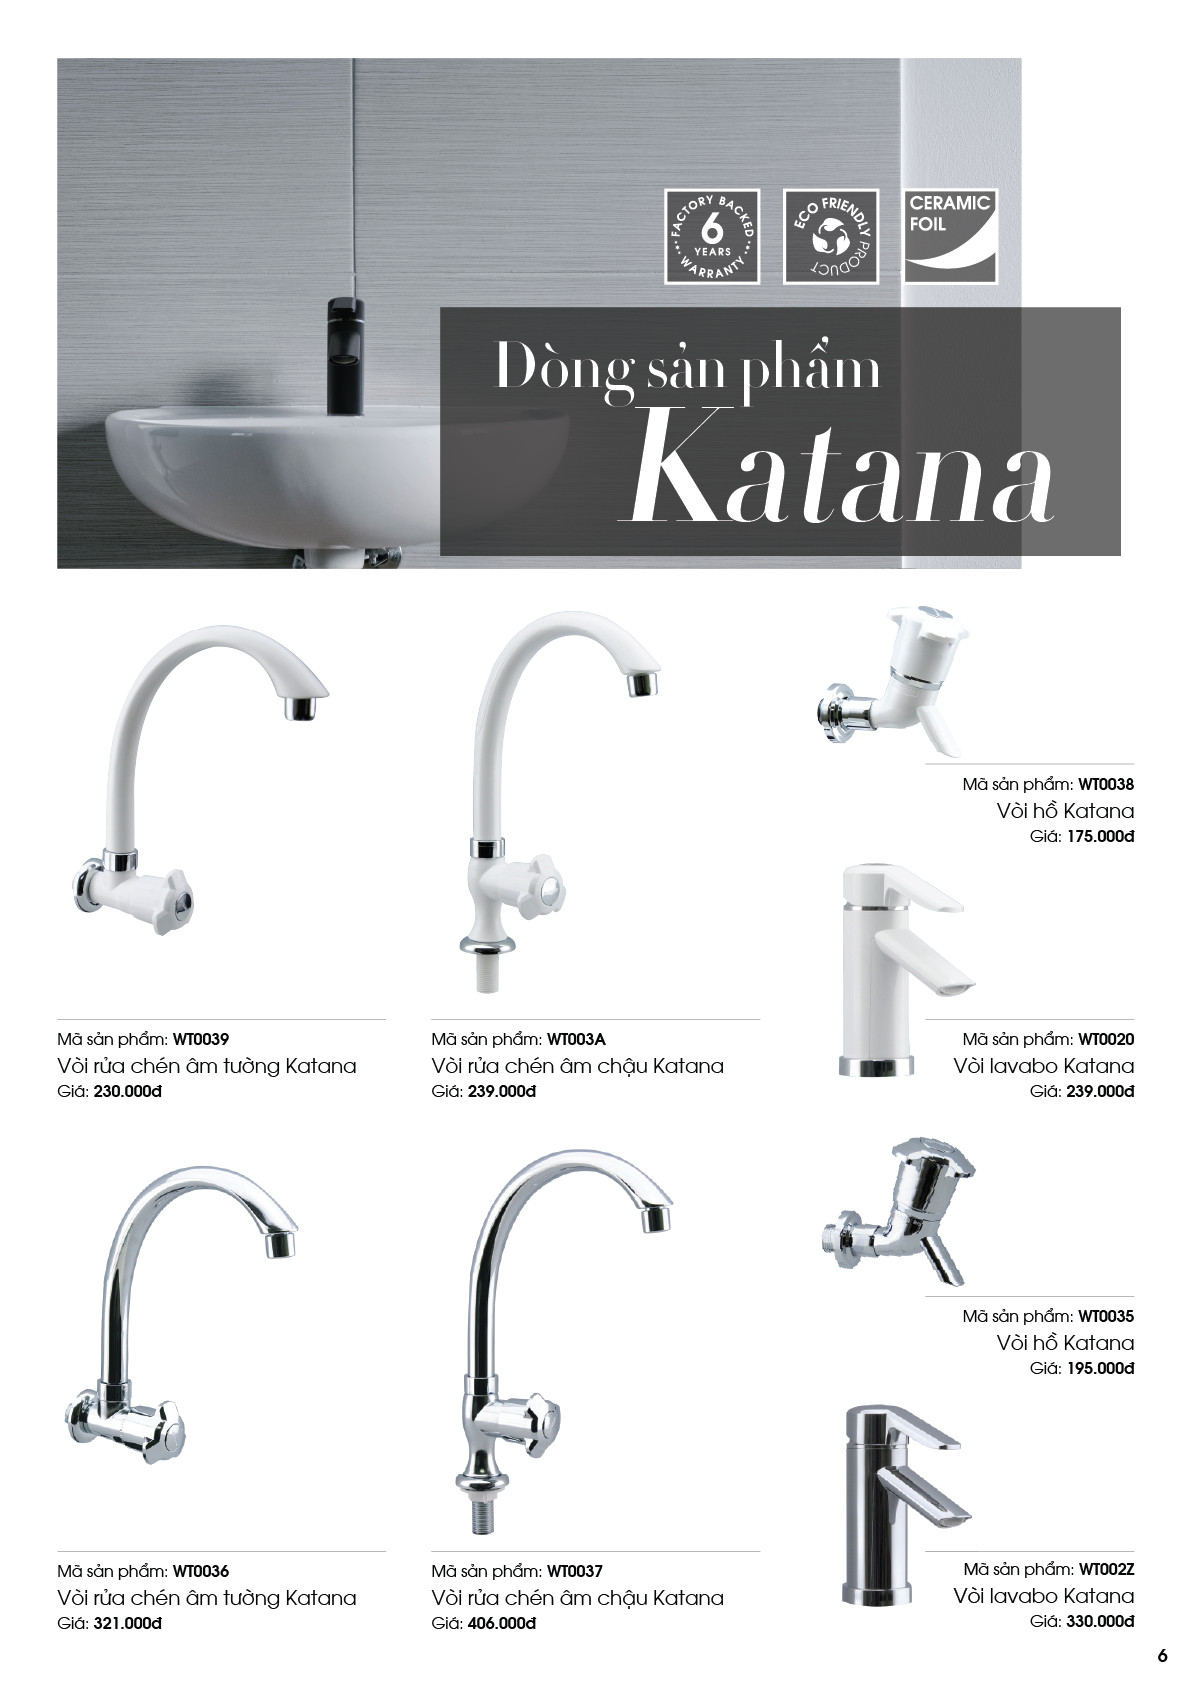 FACTORY BACKED
6
YEARS
WARRANTY
ECO FRIENDLY PRODUCT
CERAMIC
FOIL
Dòng sản phẩm
Katana
Mã sản phẩm: WT0038
Vòi hồ Katana
Giá: 175.000đ
Mã sản phẩm: WT0039
Vòi rửa chén âm tường Katana
Giá: 230.000đ
Mã sản phẩm: WT003A
Vòi rửa chén âm chậu Katana
Giá: 239.000đ
Mã sản phẩm: WT0020
Vòi lavabo Katana
Giá: 239.000đ
Mã sản phẩm: WT0035
Vòi hồ Katana
Giá: 195.000đ
Mã sản phẩm: WT0036
Vòi rửa chén âm tường Katana
Giá: 321.000đ
Mã sản phẩm: WT0037
Vòi rửa chén âm chậu Katana
Giá: 406.000đ
Mã sản phẩm: WT002Z
Vòi lavabo Katana
Giá: 330.000đ
6